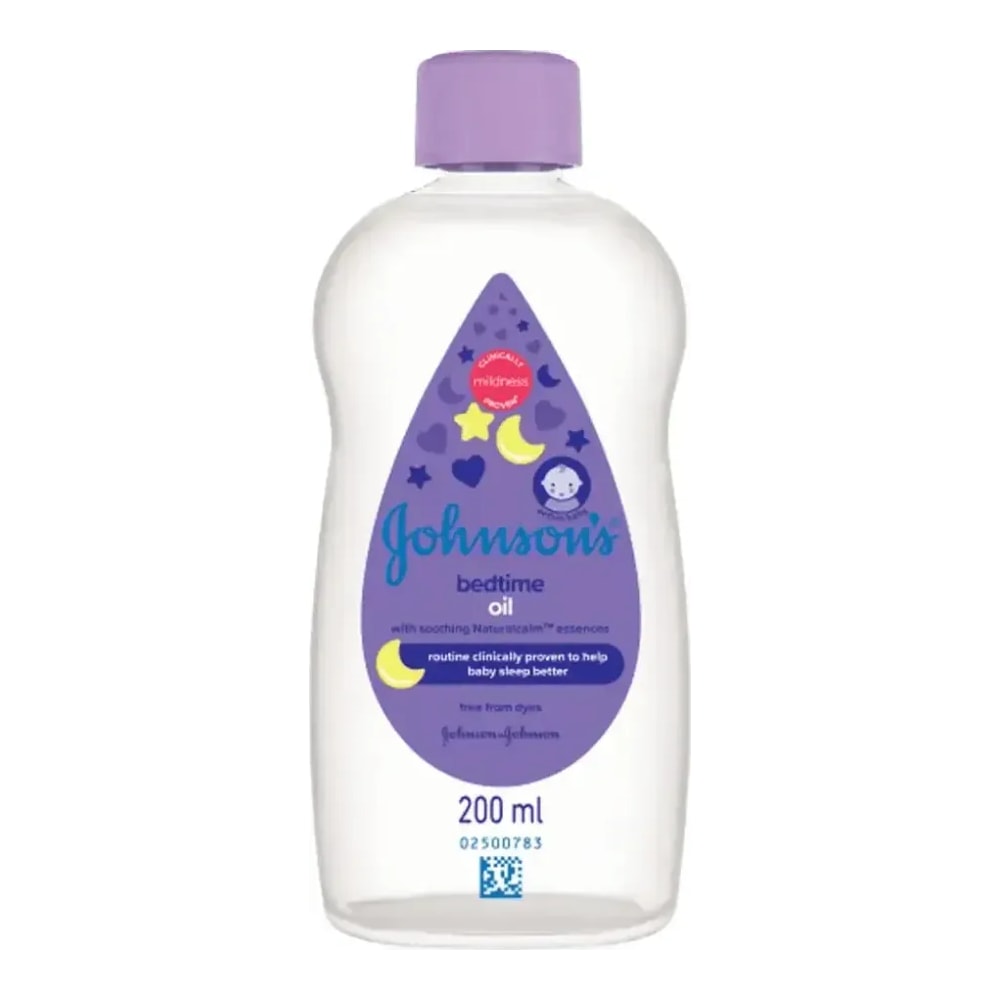 CLINICALLY
mildness
PROVEN
Johnson's®
bedtime
oil
with soothing Naturalcalm™ essences
routine clinically proven to help
baby sleep better
free from dyes
Johnson & Johnson
200 ml
02500783